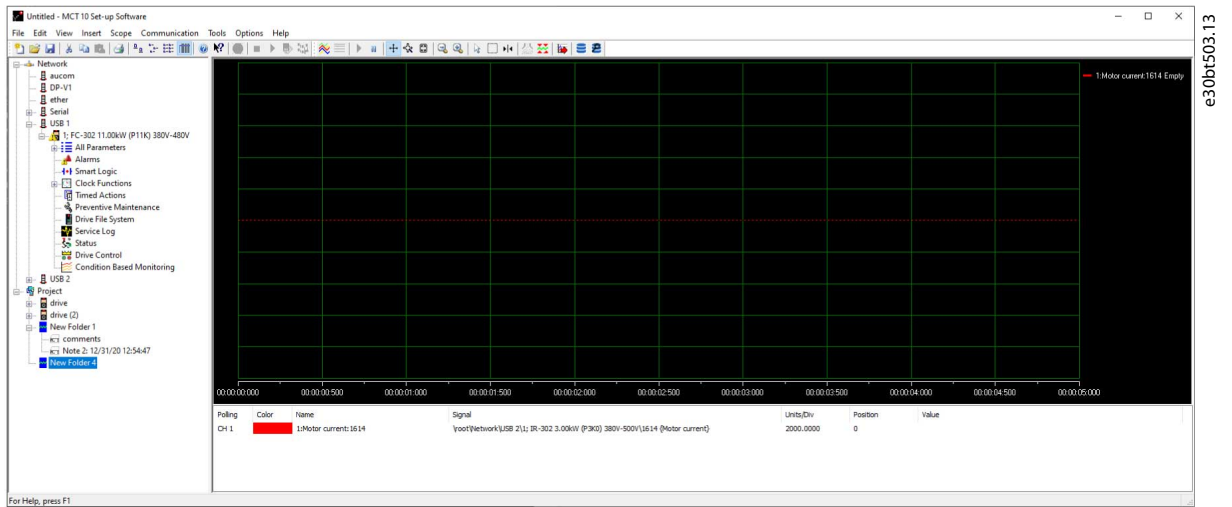 Untitled - MCT 10 Set-up Software
File Edit View Insert Scope Communication Tools Options Help
Network
aucom
DP-V1
ether
Serial
USB 1
1; FC-302 11.00kW (P11K) 380V-480V
All Parameters
Alarms
Smart Logic
Clock Functions
Timed Actions
Preventive Maintenance
Drive File System
Service Log
Status
Drive Control
Condition Based Monitoring
USB 2
Project
drive
drive (2)
New Folder 1
comments
Note 2: 12/31/20 12:54:47
New Folder 4
1:Motor current:1614 Empty
00:00:00:000 00:00:00:500 00:00:01:000 00:00:01:500 00:00:02:000 00:00:02:500 00:00:03:000 00:00:03:500 00:00:04:000 00:00:04:500 00:00:05:000
Polling Color Name Signal Units/Div Position Value
CH 1 1:Motor current:1614 \root\Network\USB 2\1; IR-302 3.00kW (P3K0) 380V-500V\1614 {Motor current} 2000.0000 0
For Help, press F1
e30bt503.13